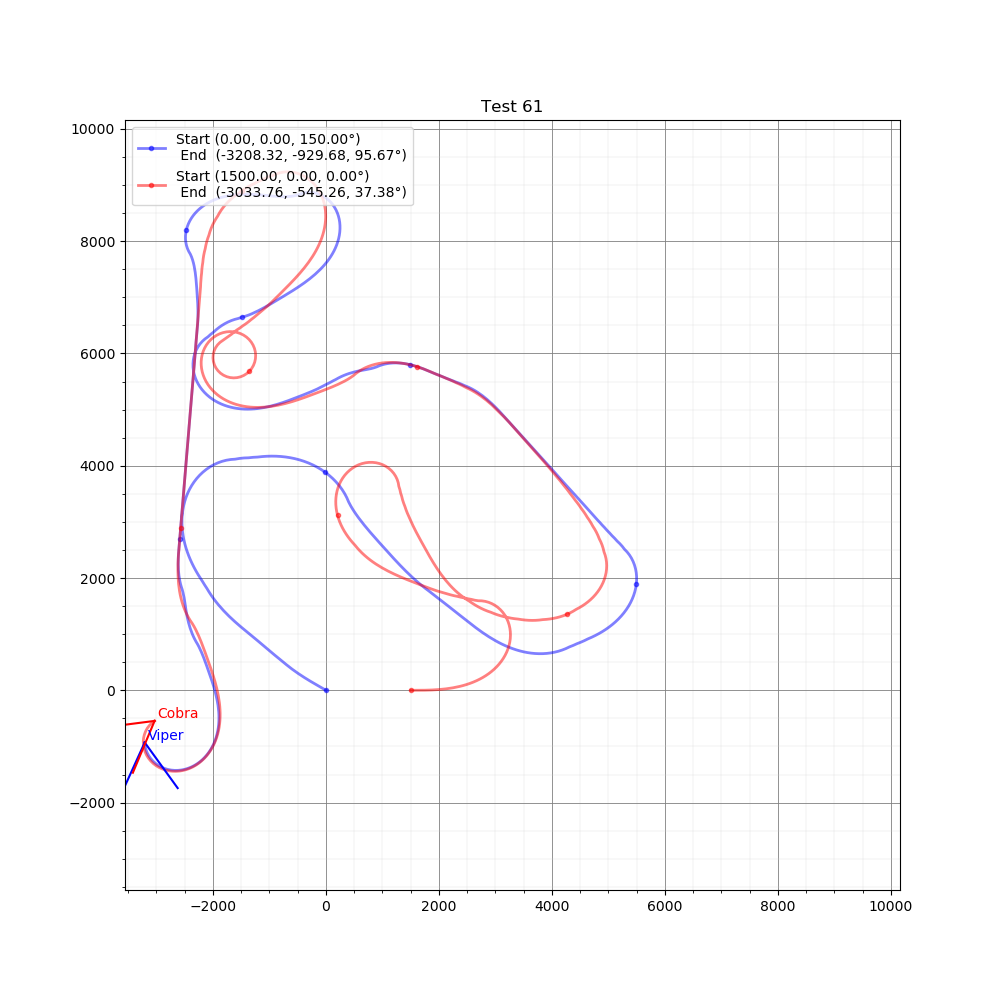 Test 61
Start (0.00, 0.00, 150.00°)
End (-3208.32, -929.68, 95.67°)
Start (1500.00, 0.00, 0.00°)
End (-3033.76, -545.26, 37.38°)
10000
8000
6000
4000
2000
0
−2000
Cobra
Viper
−2000 0 2000 4000 6000 8000 10000